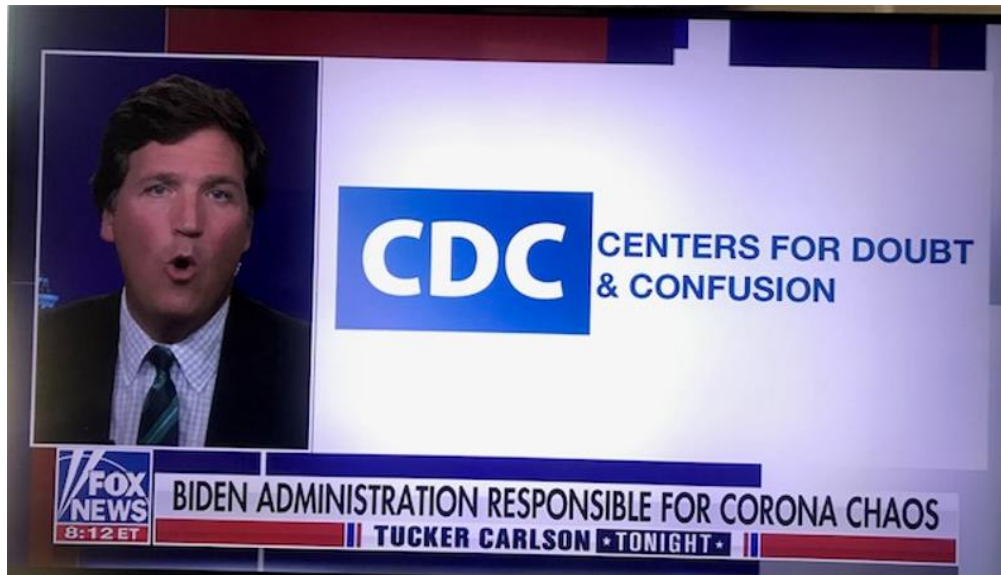 CDC
CENTERS FOR DOUBT
& CONFUSION
FOX
NEWS
8:12 ET
BIDEN ADMINISTRATION RESPONSIBLE FOR CORONA CHAOS
TUCKER CARLSON TONIGHT